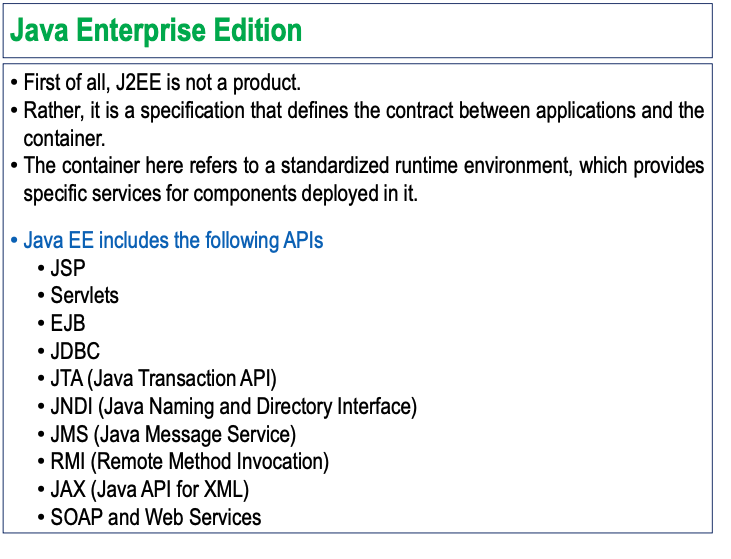 Java Enterprise Edition
• First of all, J2EE is not a product.
• Rather, it is a specification that defines the contract between applications and the
container.
• The container here refers to a standardized runtime environment, which provides
specific services for components deployed in it.
• Java EE includes the following APIs
• JSP
• Servlets
• EJB
• JDBC
• JTA (Java Transaction API)
• JNDI (Java Naming and Directory Interface)
• JMS (Java Message Service)
• RMI (Remote Method Invocation)
• JAX (Java API for XML)
• SOAP and Web Services